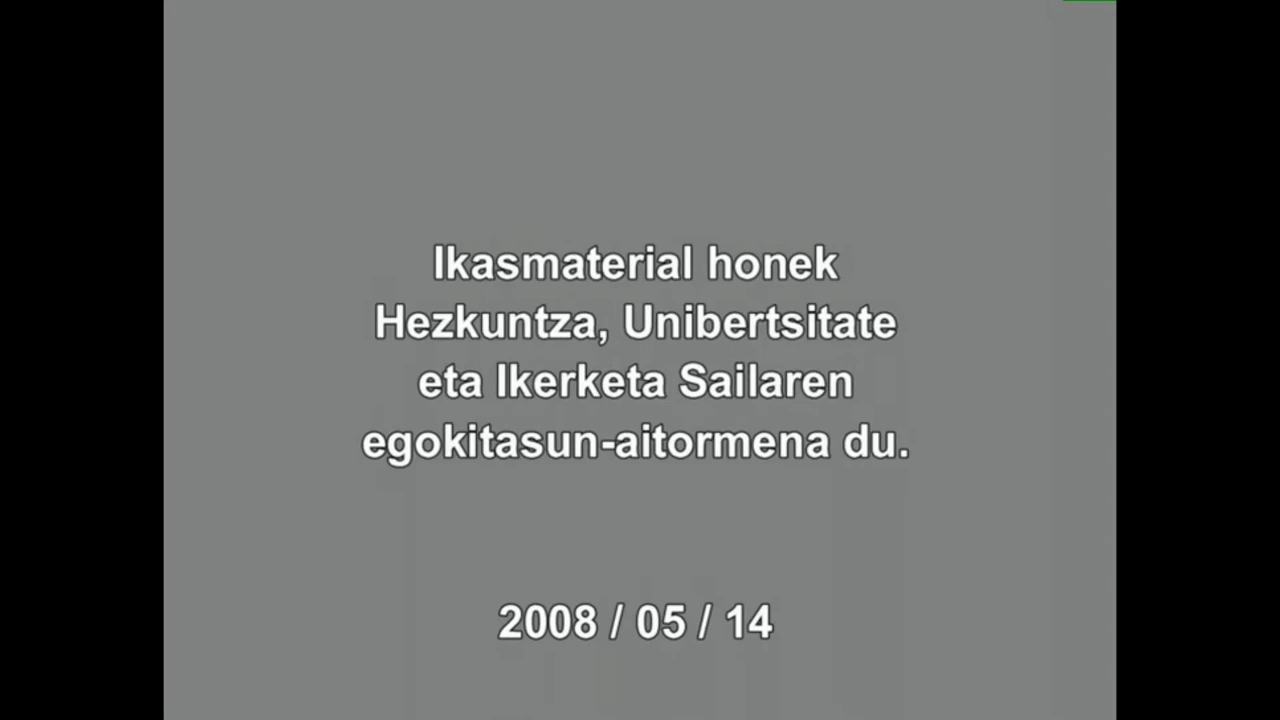 Ikasmaterial honek
Hezkuntza, Unibertsitate
eta Ikerketa Sailaren
egokitasun-aitormena du.
2008 / 05 / 14